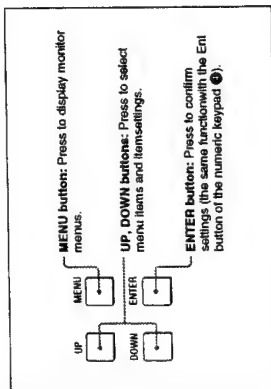 UP
DOWN
MENU
ENTER
MENU button: Press to display monitor
menus.
UP, DOWN buttons: Press to select
menu items and itemsettings.
ENTER button: Press to confirm
settings (the same functionwith the Ent
button of the numeric keypad ❶).